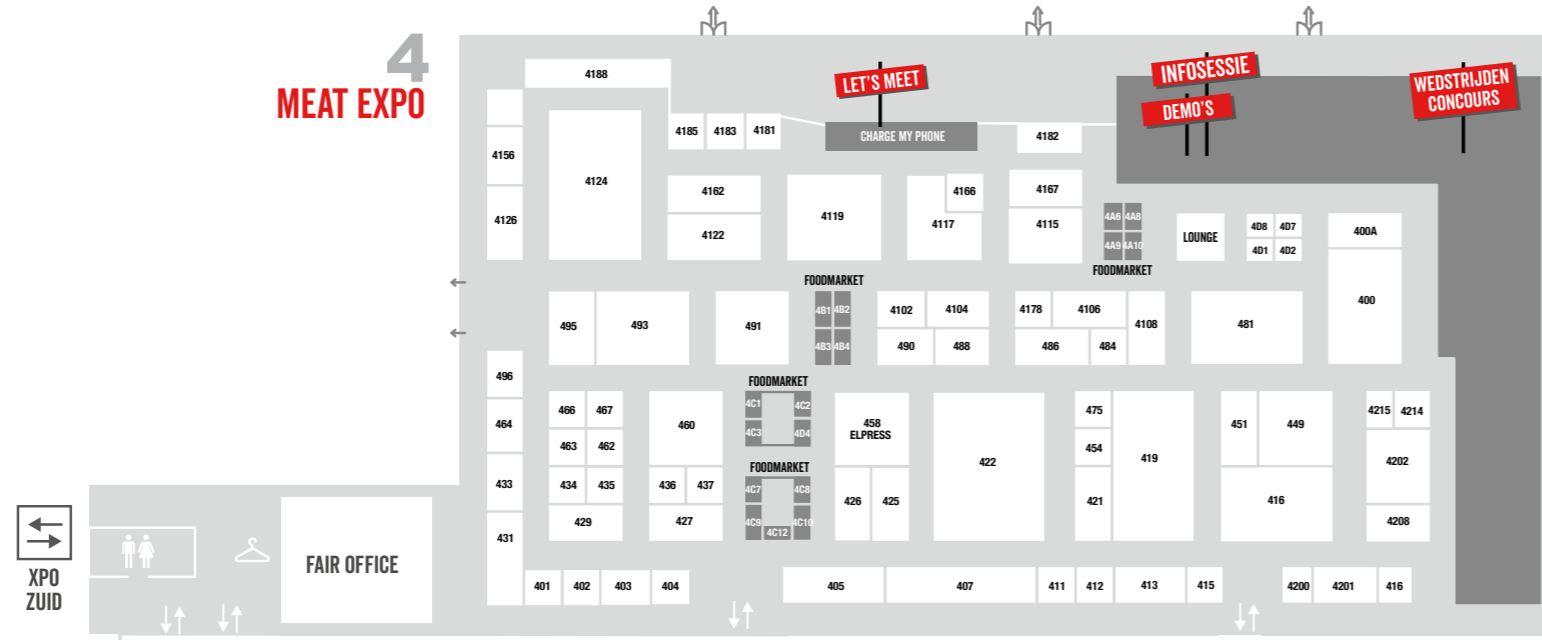 4
MEAT EXPO
4188
LET'S MEET
INFOSESSIE
DEMO'S
WEDSTRIJDEN
CONCOURS
4185
4183
4181
CHARGE MY PHONE
4182
4156
4124
4162
4166
4167
4126
4122
4119
4117
4115
4A6
4A8
4A9
4A10
FOODMARKET
LOUNGE
4D8
4D7
4D1
4D2
400A
400
FOODMARKET
495
493
491
4B1
4B2
4B3
4B4
4102
4104
490
488
4178
4106
4108
486
484
481
496
464
433
431
466
467
463
462
434
435
429
460
436
437
427
FOODMARKET
4C1
4C2
4C3
4D4
FOODMARKET
4C7
4C8
4C9
4C10
4C12
458
ELPRESS
426
425
422
475
454
421
419
451
449
416
4215
4214
4202
4208
XPO
ZUID
FAIR OFFICE
401
402
403
404
405
407
411
412
413
415
4200
4201
416